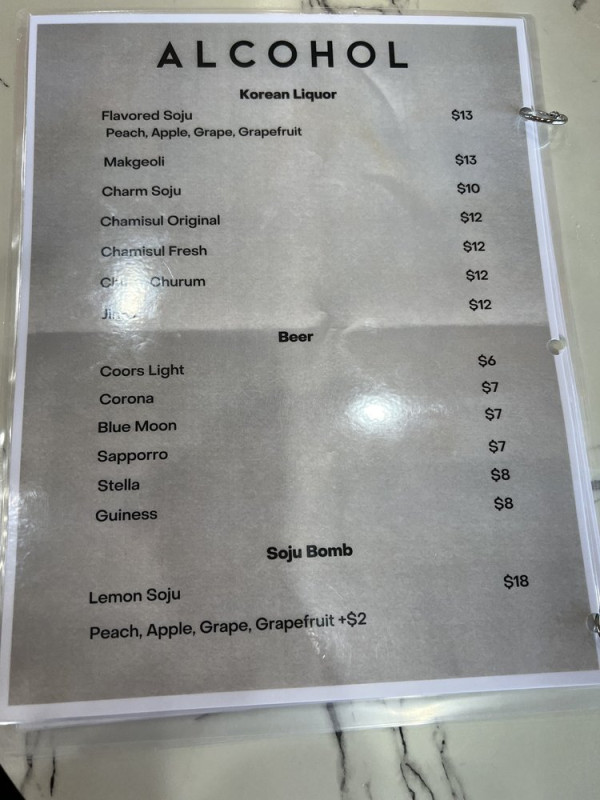 ALCOHOL
Korean Liquor
Flavored Soju $13
Peach, Apple, Grape, Grapefruit
Makgeoli $13
Charm Soju $10
Chamisul Original $12
Chamisul Fresh $12
Churum $12
$12
Beer
Coors Light $6
Corona $7
Blue Moon $7
Sapporro $7
Stella $8
Guiness $8
Soju Bomb
Lemon Soju $18
Peach, Apple, Grape, Grapefruit +$2